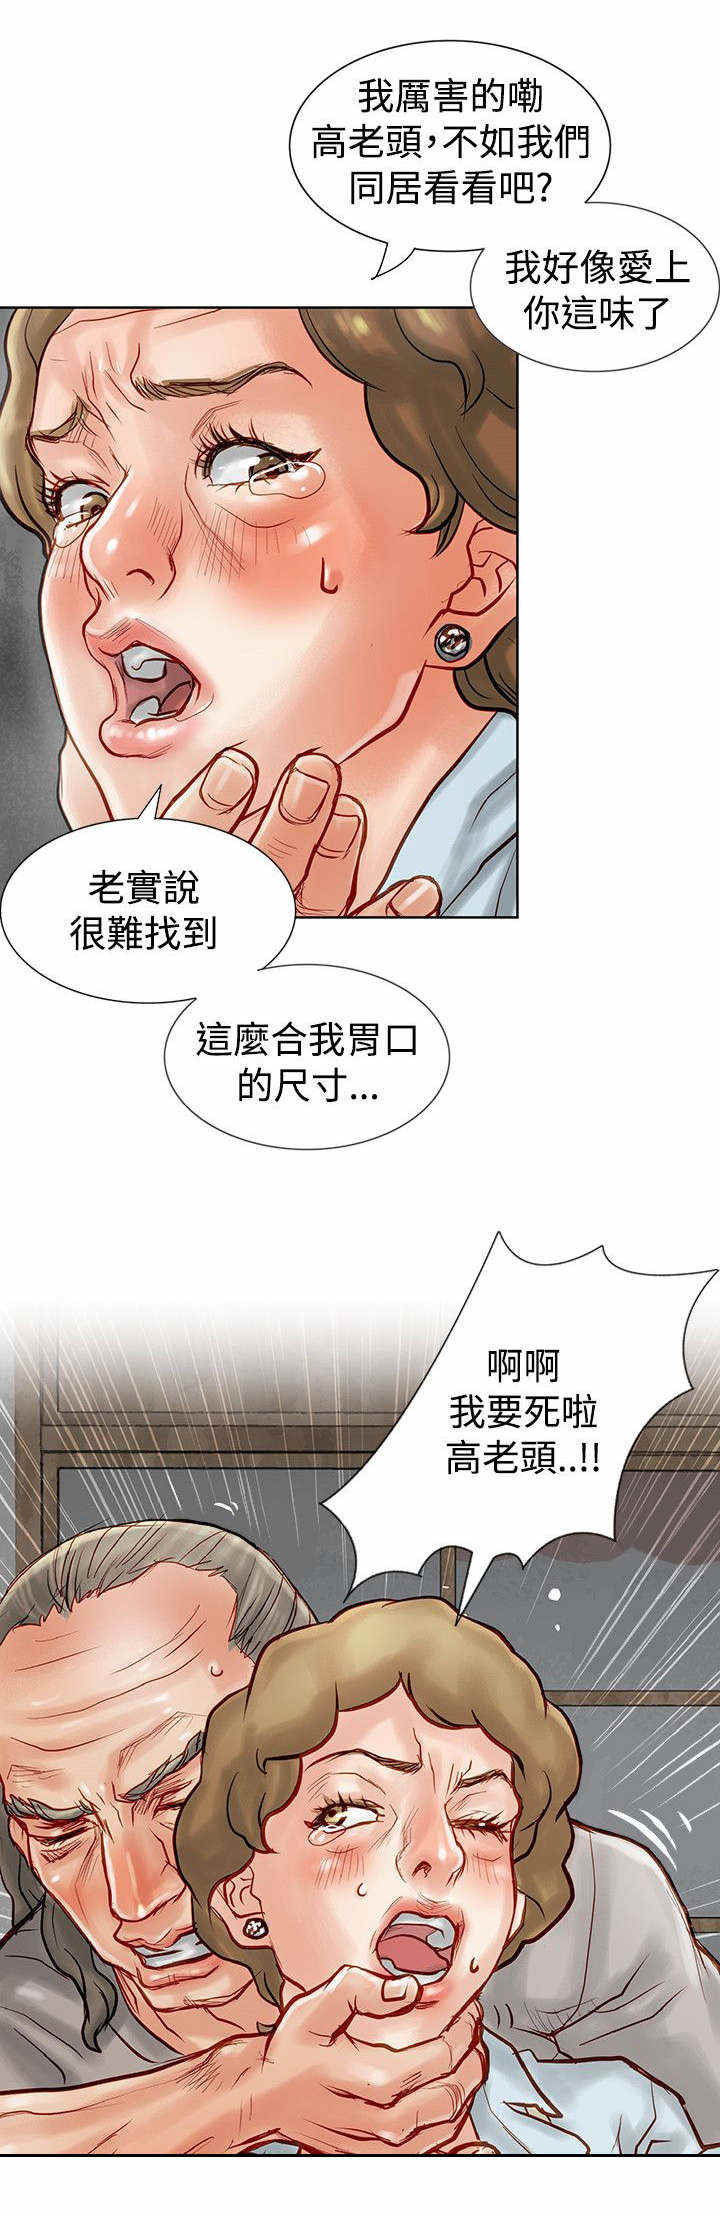 我厲害的嘞
高老頭，不如我們
同居看看吧?
我好像愛上
你這味了
老實說
很難找到
這麼合我胃口
的尺寸...
啊啊
我要死啦
高老頭..!!